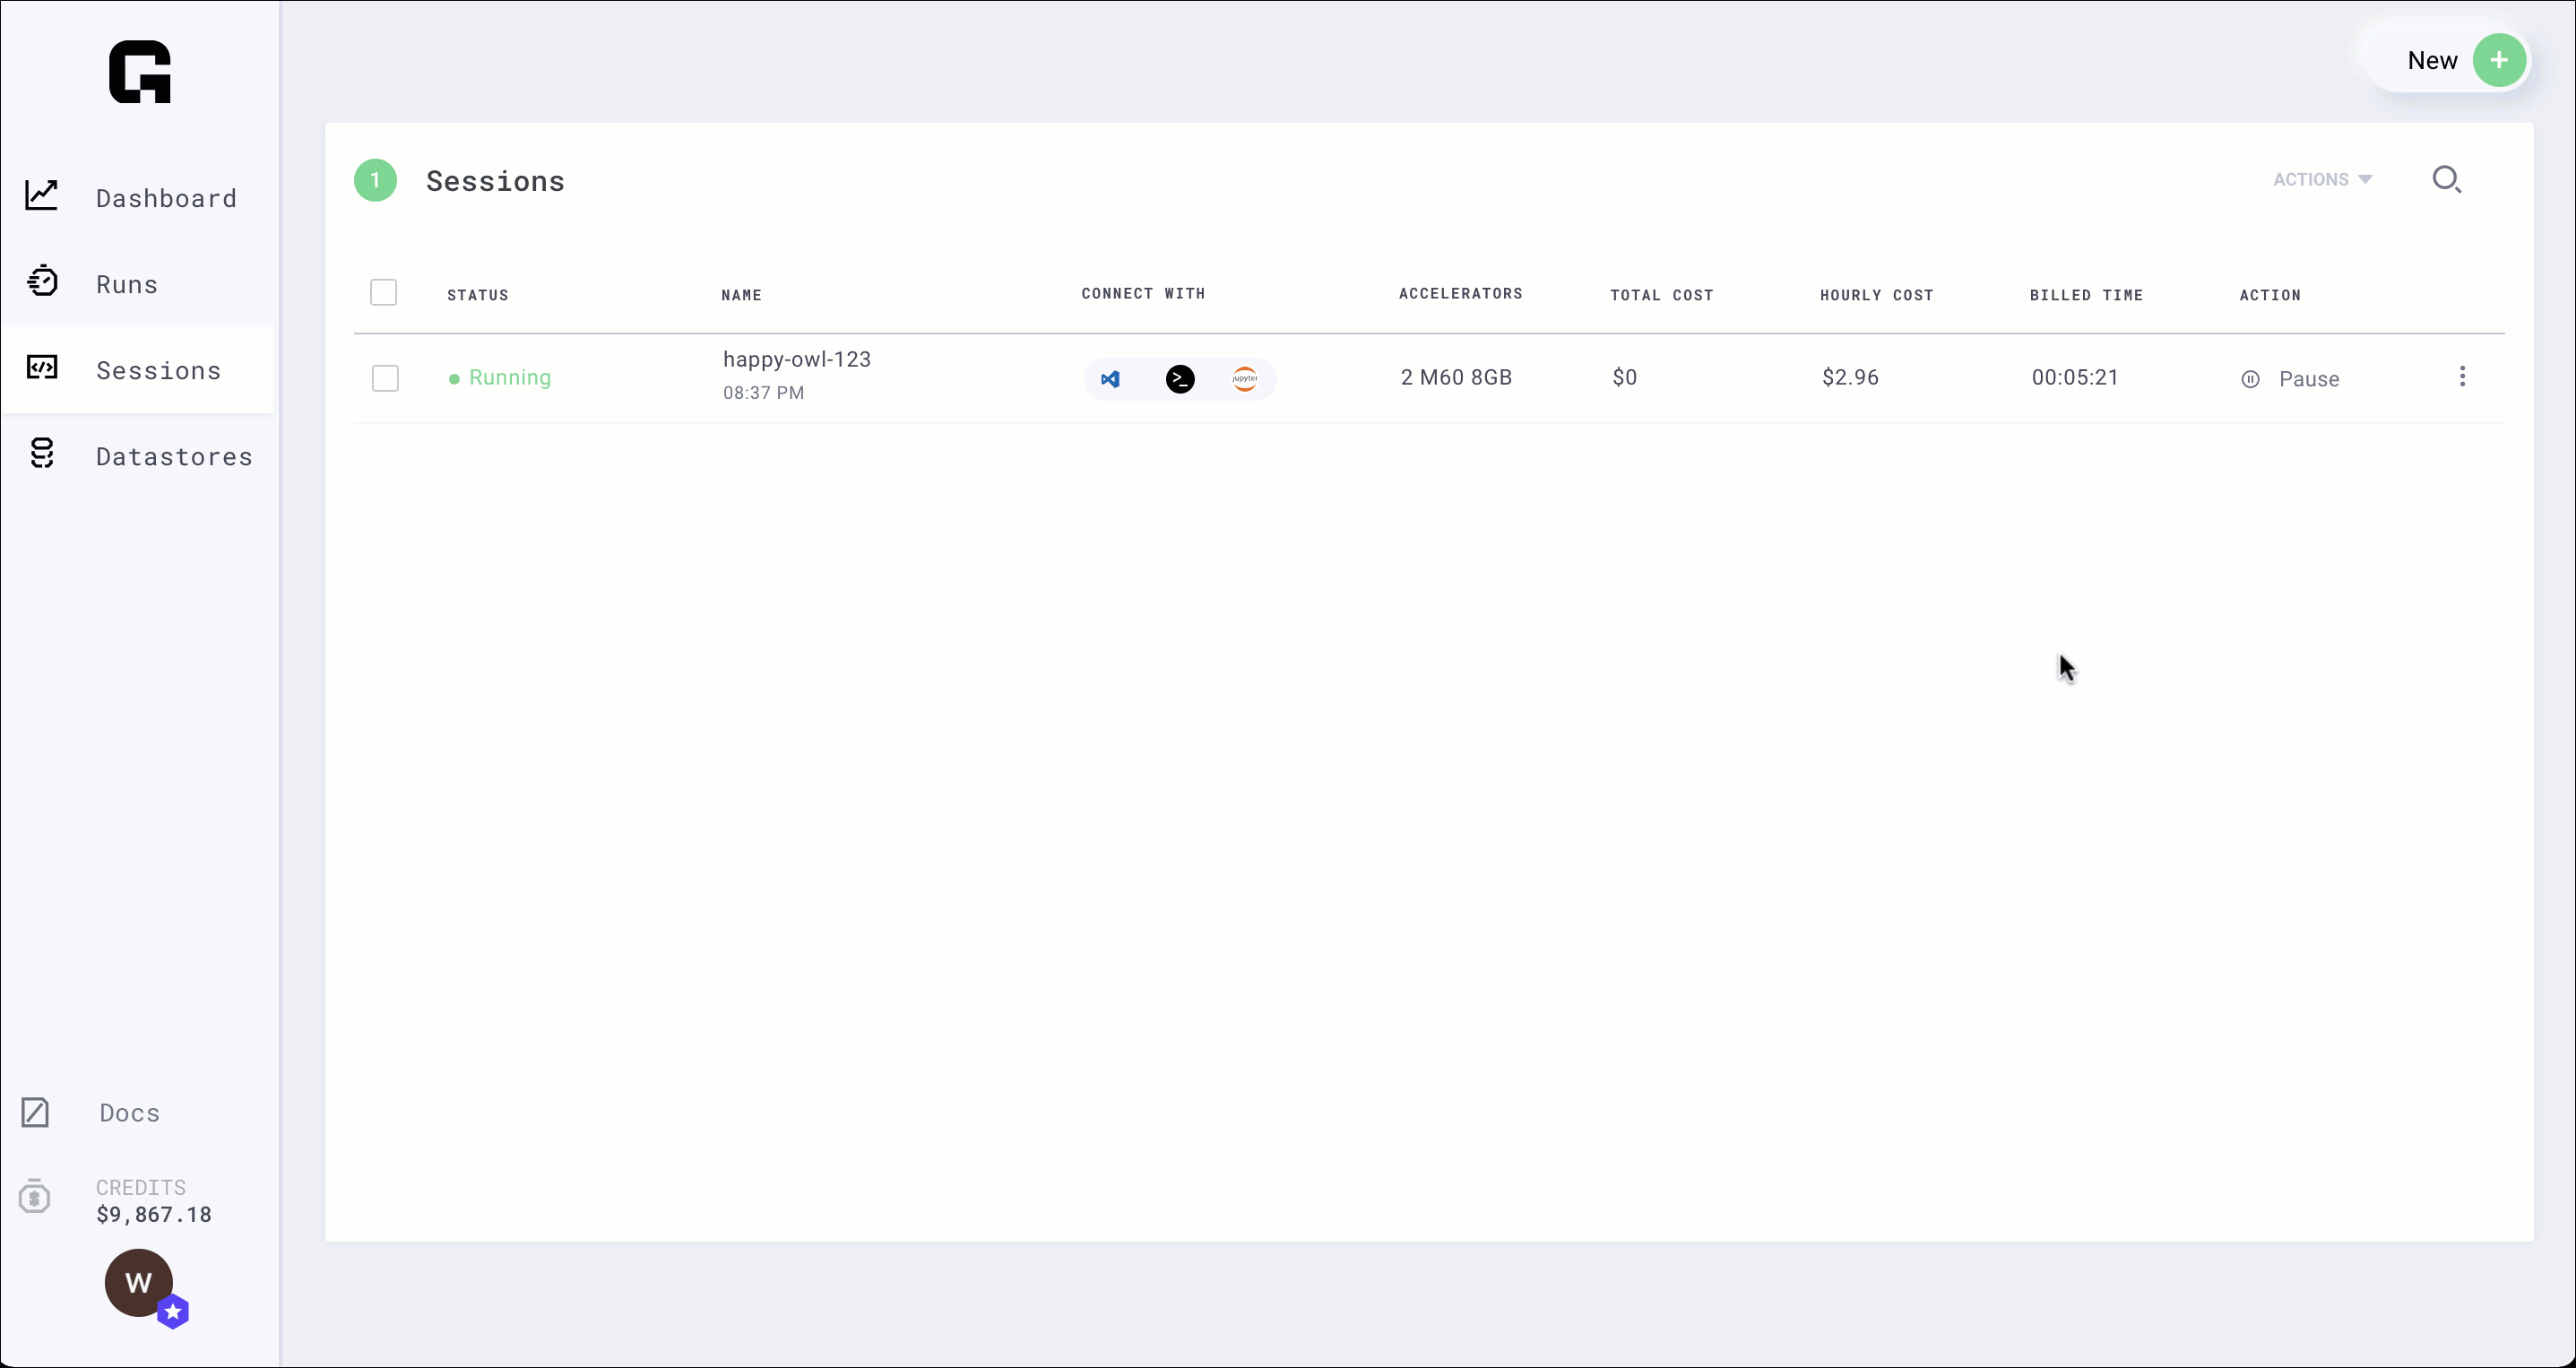 Dashboard
Runs
Sessions
Datastores
Docs
CREDITS
$9,867.18
W
New +
1 Sessions
ACTIONS
STATUS NAME CONNECT WITH ACCELERATORS TOTAL COST HOURLY COST BILLED TIME ACTION
Running happy-owl-123 >_ jupyter 2 M60 8GB $0 $2.96 00:05:21 Pause
08:37 PM